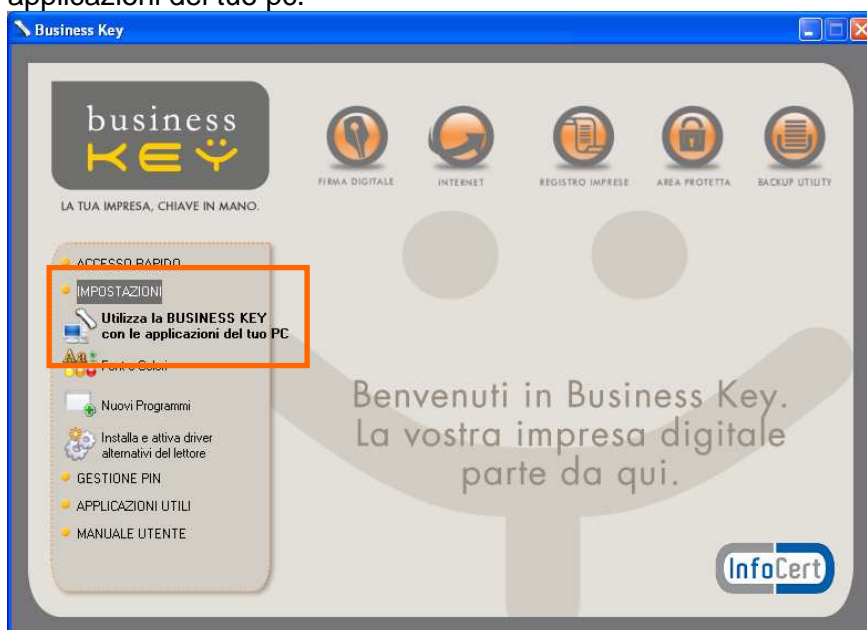 applicazioni del tuo pc.
Business Key
business
KEY
LA TUA IMPRESA, CHIAVE IN MANO.
FIRMA DIGITALE
INTERNET
REGISTRO IMPRESE
AREA PROTETTA
BACKUP UTILITY
ACCESSO RAPIDO
IMPOSTAZIONI
Utilizza la BUSINESS KEY
con le applicazioni del tuo PC
Font e Colori
Nuovi Programmi
Installa e attiva driver
alternativi del lettore
GESTIONE PIN
APPLICAZIONI UTILI
MANUALE UTENTE
Benvenuti in Business Key.
La vostra impresa digitale
parte da qui.
InfoCert